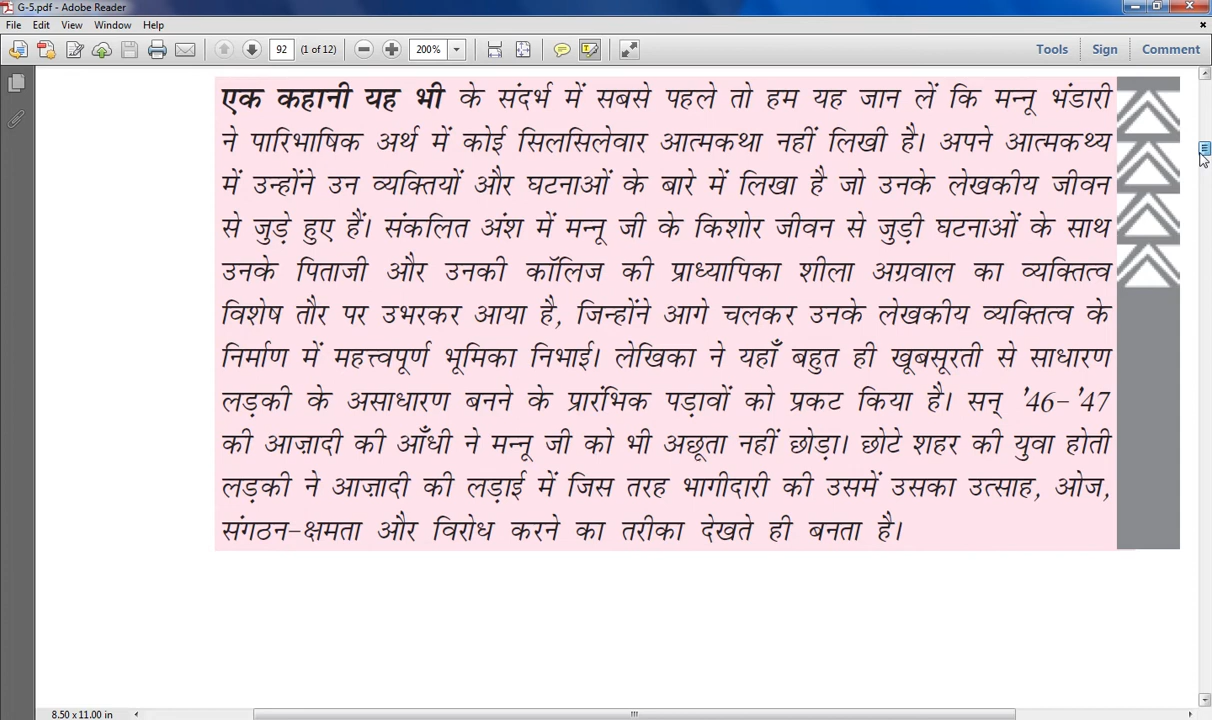 G-5.pdf - Adobe Reader
File Edit View Window Help
92 (1 of 12) 200% Tools Sign Comment
एक कहानी यह भी के संदर्भ में सबसे पहले तो हम यह जान लें कि मन्नू भंडारी
ने पारिभाषिक अर्थ में कोई सिलसिलेवार आत्मकथा नहीं लिखी है। अपने आत्मकथ्य
में उन्होंने उन व्यक्तियों और घटनाओं के बारे में लिखा है जो उनके लेखकीय जीवन
से जुड़े हुए हैं। संकलित अंश में मन्नू जी के किशोर जीवन से जुड़ी घटनाओं के साथ
उनके पिताजी और उनकी कॉलिज की प्राध्यापिका शीला अग्रवाल का व्यक्तित्व
विशेष तौर पर उभरकर आया है, जिन्होंने आगे चलकर उनके लेखकीय व्यक्तित्व के
निर्माण में महत्त्वपूर्ण भूमिका निभाई। लेखिका ने यहाँ बहुत ही खूबसूरती से साधारण
लड़की के असाधारण बनने के प्रारंभिक पड़ावों को प्रकट किया है। सन् '46-'47
की आज़ादी की आँधी ने मन्नू जी को भी अछूता नहीं छोड़ा। छोटे शहर की युवा होती
लड़की ने आज़ादी की लड़ाई में जिस तरह भागीदारी की उसमें उसका उत्साह, ओज,
संगठन-क्षमता और विरोध करने का तरीका देखते ही बनता है।
8.50 x 11.00 in